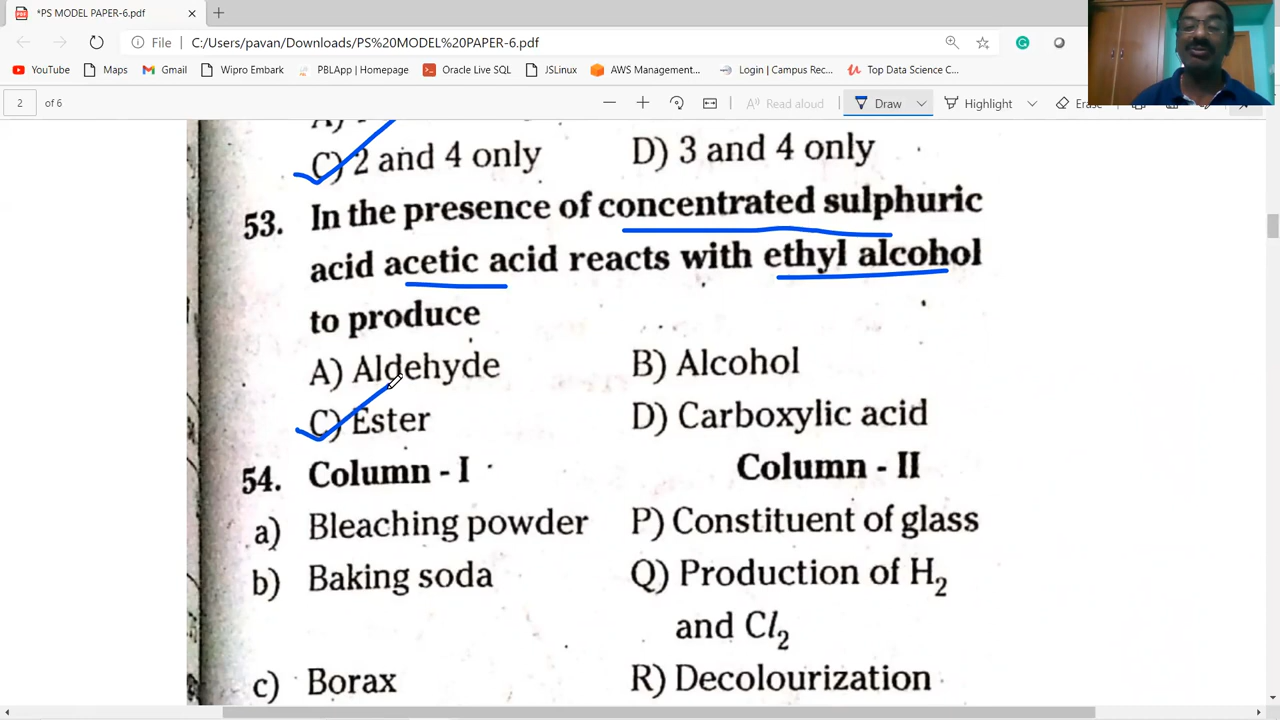 *PS MODEL PAPER-6.pdf
File C:/Users/pavan/Downloads/PS%20MODEL%20PAPER-6.pdf
YouTube Maps Gmail Wipro Embark PBLApp | Homepage Oracle Live SQL JSLinux AWS Management... Login | Campus Rec... Top Data Science C...
2 of 6 Read aloud Draw Highlight Erase
C) 2 and 4 only D) 3 and 4 only
53. In the presence of concentrated sulphuric
acid acetic acid reacts with ethyl alcohol
to produce
A) Aldehyde B) Alcohol
C) Ester D) Carboxylic acid
54. Column - I Column - II
a) Bleaching powder P) Constituent of glass
b) Baking soda Q) Production of H2
and Cl2
c) Borax R) Decolourization